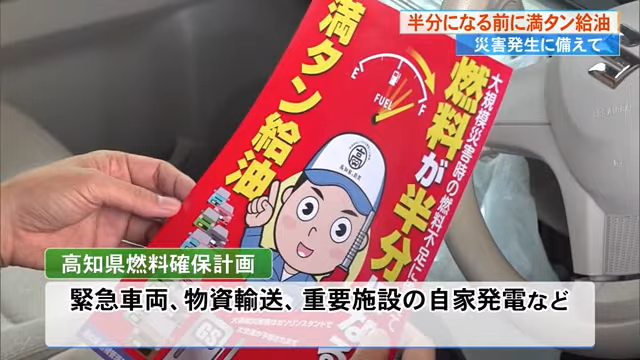 半分になる前に満タン給油
災害発生に備えて
大規模災害時の燃料不足に
燃料が半分
満タン給油
E
F
FUEL
高知県燃料確保計画
緊急車両、物資輸送、重要施設の自家発電など